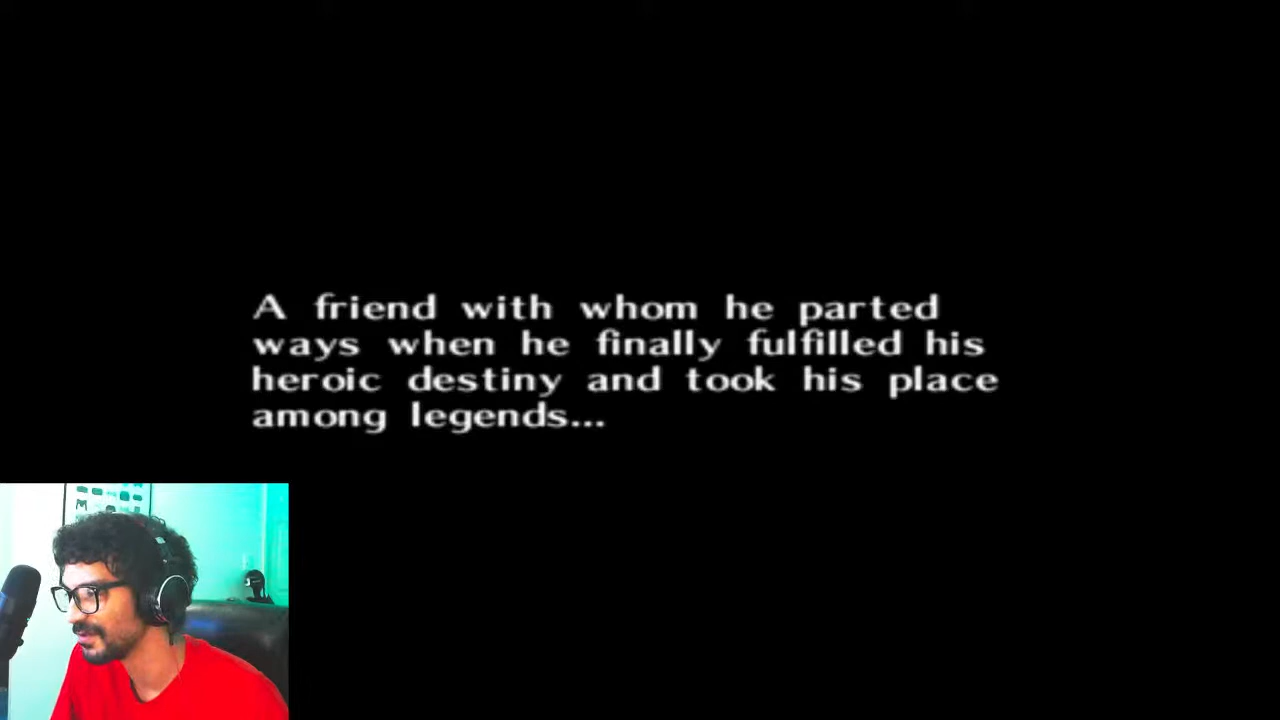 A friend with whom he parted
ways when he finally fulfilled his
heroic destiny and took his place
among legends...